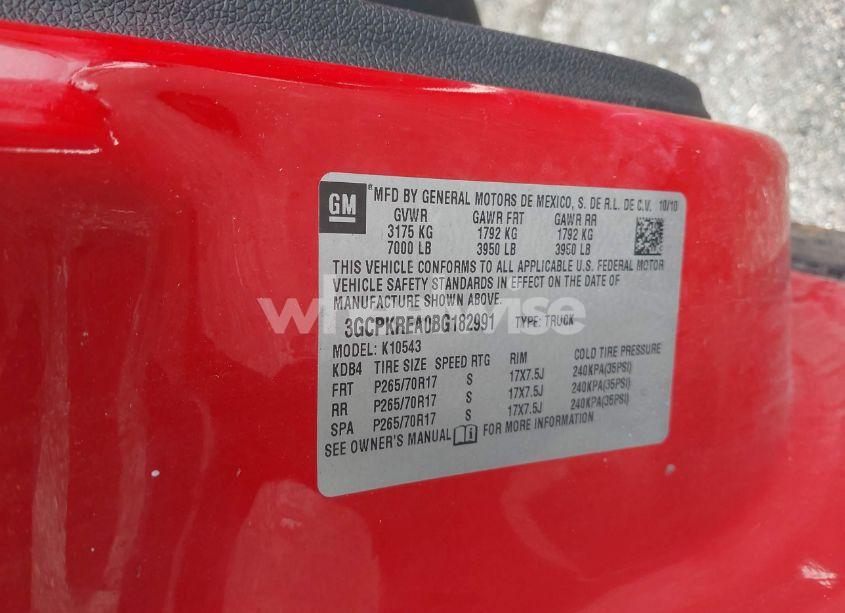 GM ® MFD BY GENERAL MOTORS DE MEXICO, S. DE R.L. DE C.V. 10/10
GVWR GAWR FRT GAWR RR
3175 KG 1792 KG 1792 KG
7000 LB 3950 LB 3950 LB
THIS VEHICLE CONFORMS TO ALL APPLICABLE U.S. FEDERAL MOTOR
VEHICLE SAFETY STANDARDS IN EFFECT ON THE DATE OF
MANUFACTURE SHOWN ABOVE.
3GCPKREA0BG182991 TYPE: TRUCK
MODEL: K10543
KDB4 TIRE SIZE SPEED RTG RIM COLD TIRE PRESSURE
FRT P265/70R17 S 17X7.5J 240KPA(35PSI)
RR P265/70R17 S 17X7.5J 240KPA(35PSI)
SPA P265/70R17 S 17X7.5J 240KPA(35PSI)
SEE OWNER'S MANUAL FOR MORE INFORMATION